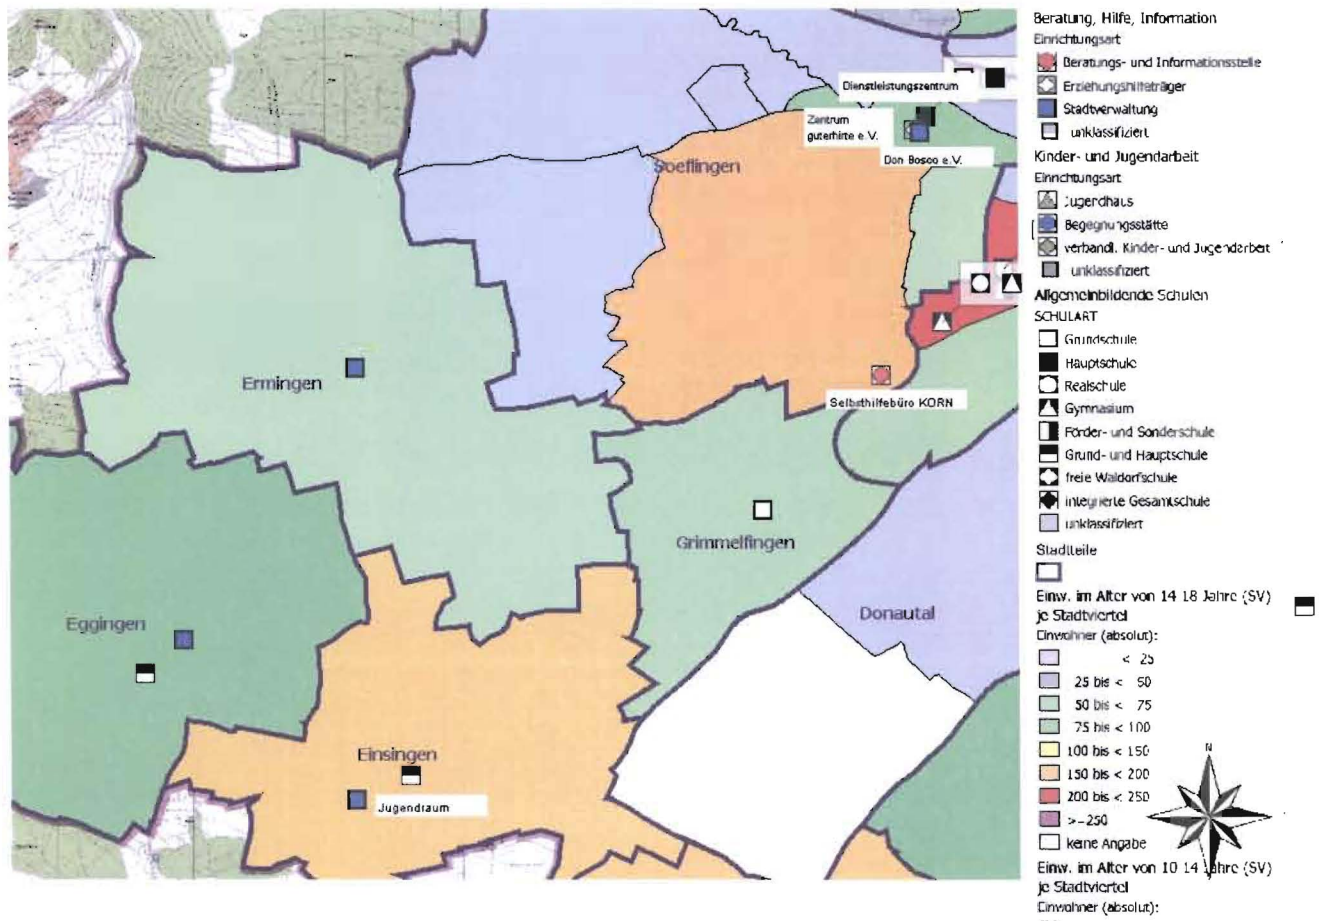 Dienstleistungszentrum
Zentrum
guterhirte e.V.
Don Bosco e.V.
Soeflingen
Ermingen
Selbsthilfebüro KORN
Grimmelfingen
Eggingen
Donautal
Einsingen
Jugendraum
Beratung, Hilfe, Information
Einrichtungsart
Beratungs- und Informationsstelle
Erziehungshilfeträger
Stadtverwaltung
unklassifiziert
Kinder- und Jugendarbeit
Einrichtungsart
Jugendhaus
Begegnungsstätte
verbandl. Kinder- und Jugendarbeit
unklassifiziert
Allgemeinbildende Schulen
SCHULART
Grundschule
Hauptschule
Realschule
Gymnasium
Förder- und Sonderschule
Grund- und Hauptschule
freie Waldorfschule
integrierte Gesamtschule
unklassifiziert
Stadtteile
Einw. im Alter von 14 18 Jahre (SV)
je Stadtviertel
Einwohner (absolut):
< 25
25 bis < 50
50 bis < 75
75 bis < 100
100 bis < 150
150 bis < 200
200 bis < 250
>=250
keine Angabe
N
Einw. im Alter von 10 14 Jahre (SV)
je Stadtviertel
Einwohner (absolut):